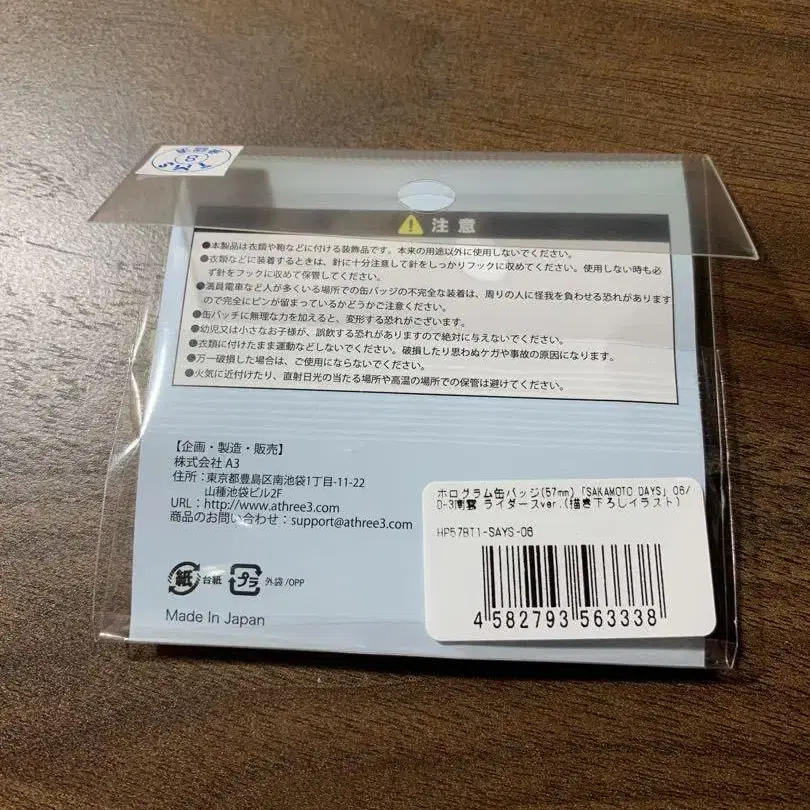 TMS
8
注意
●本製品は衣類や鞄などに付ける装飾品です。本来の用途以外に使用しないでください。
●衣類などに装着するときは、針に十分注意して針をしっかりフックに収めてください。使用しない時も必
ず針をフックに収めて保管してください。
●満員電車など人が多くいる場所での缶バッジの不完全な装着は、周りの人に怪我を負わせる恐れがあります
ので完全にピンが留まっているかどうかご注意ください。
●缶バッチに無理な力を加えると、変形する恐れがございます。
●幼児又は小さなお子様が、誤飲する恐れがありますので絶対に与えないでください。
●衣類に付けたまま運動などしないでください。破損したり思わぬケガや事故の原因になります。
●万一破損した場合は、ご使用にならないでください。
●火気に近付けたり、直射日光の当たる場所や高温の場所での保管は避けてください。
【企画・製造・販売】
株式会社 A3
住所：東京都豊島区南池袋1丁目-11-22
山種池袋ビル2F
URL：http://www.athree3.com
商品のお問い合わせ：support@athree3.com
紙 台紙 プラ 外袋/OPP
Made In Japan
ホログラム缶バッジ(57mm)「SAKAMOTO DAYS」06/
D-3南雲 ライダースver.(描き下ろしイラスト)
HP57BT1-SAYS-06
4 582793 563338